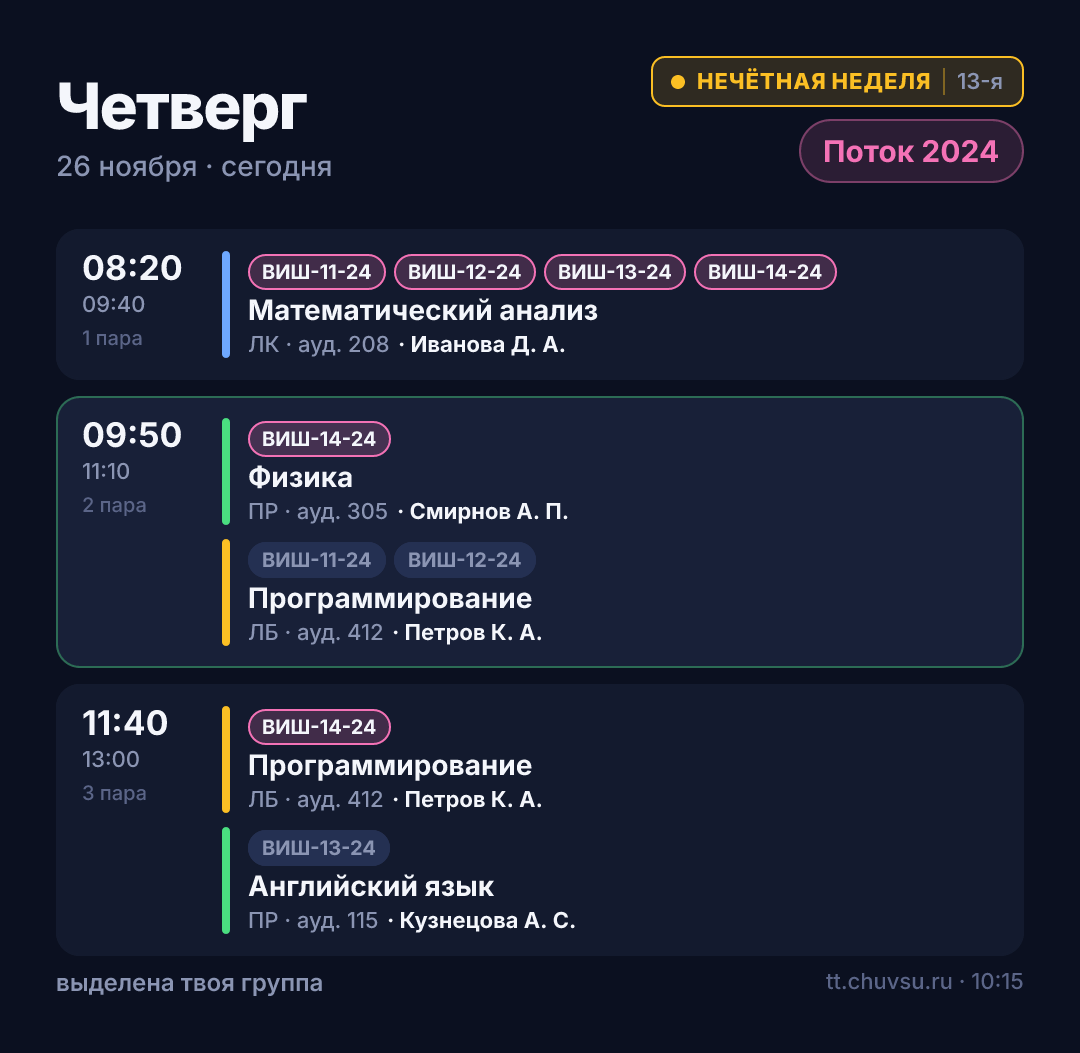 Четверг
26 ноября · сегодня
НЕЧЁТНАЯ НЕДЕЛЯ 13-я
Поток 2024
08:20
09:40
1 пара
ВИШ-11-24 ВИШ-12-24 ВИШ-13-24 ВИШ-14-24
Математический анализ
ЛК · ауд. 208 · Иванова Д. А.
09:50
11:10
2 пара
ВИШ-14-24
Физика
ПР · ауд. 305 · Смирнов А. П.
ВИШ-11-24 ВИШ-12-24
Программирование
ЛБ · ауд. 412 · Петров К. А.
11:40
13:00
3 пара
ВИШ-14-24
Программирование
ЛБ · ауд. 412 · Петров К. А.
ВИШ-13-24
Английский язык
ПР · ауд. 115 · Кузнецова А. С.
выделена твоя группа
tt.chuvsu.ru · 10:15